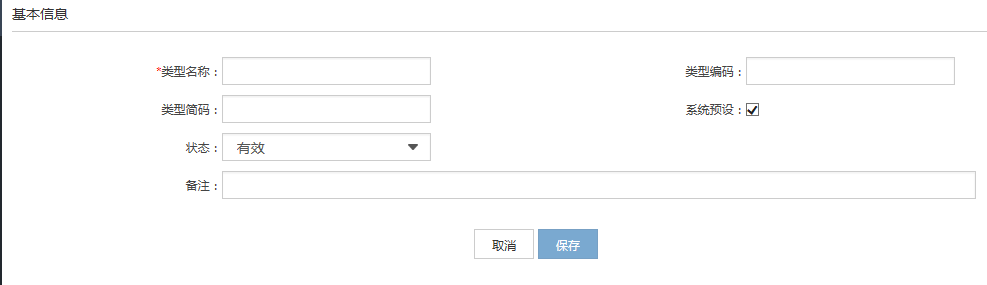 基本信息
*类型名称： 类型编码：
类型简码： 系统预设：
状态： 有效
备注：
取消 保存